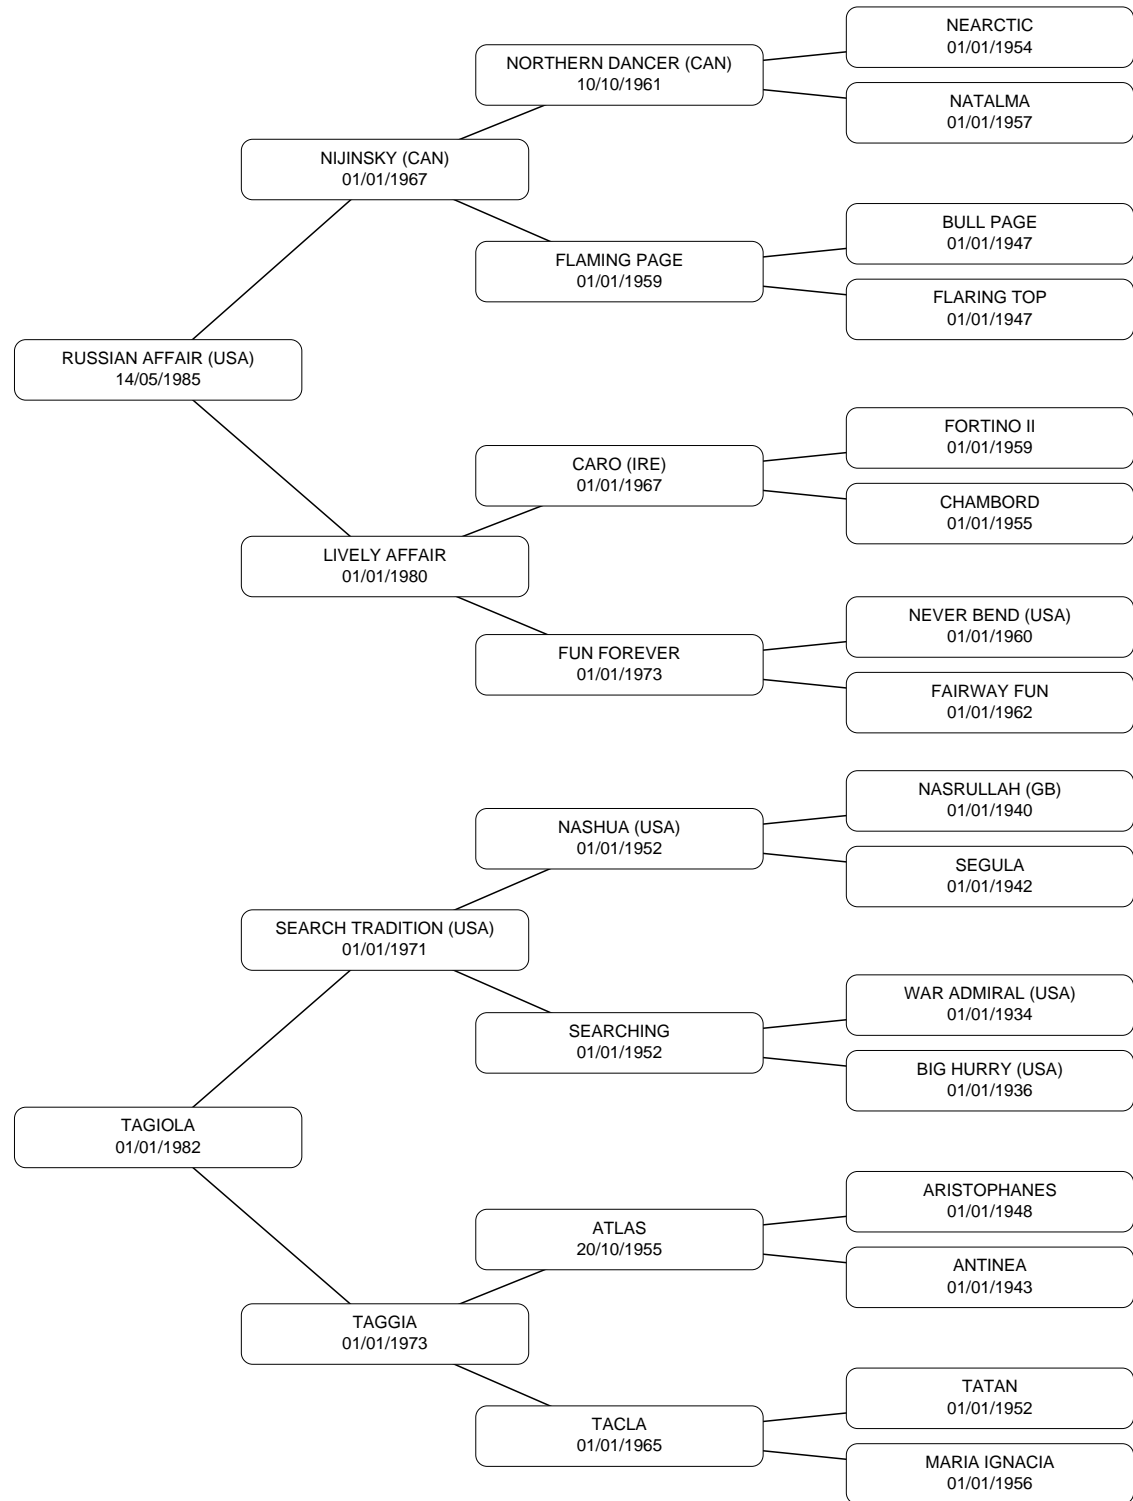 NEARCTIC
01/01/1954
NORTHERN DANCER (CAN)
10/10/1961
NATALMA
01/01/1957
NIJINSKY (CAN)
01/01/1967
BULL PAGE
01/01/1947
FLAMING PAGE
01/01/1959
FLARING TOP
01/01/1947
RUSSIAN AFFAIR (USA)
14/05/1985
FORTINO II
01/01/1959
CARO (IRE)
01/01/1967
CHAMBORD
01/01/1955
LIVELY AFFAIR
01/01/1980
NEVER BEND (USA)
01/01/1960
FUN FOREVER
01/01/1973
FAIRWAY FUN
01/01/1962
NASRULLAH (GB)
01/01/1940
NASHUA (USA)
01/01/1952
SEGULA
01/01/1942
SEARCH TRADITION (USA)
01/01/1971
WAR ADMIRAL (USA)
01/01/1934
SEARCHING
01/01/1952
BIG HURRY (USA)
01/01/1936
TAGIOLA
01/01/1982
ARISTOPHANES
01/01/1948
ATLAS
20/10/1955
ANTINEA
01/01/1943
TAGGIA
01/01/1973
TATAN
01/01/1952
TACLA
01/01/1965
MARIA IGNACIA
01/01/1956